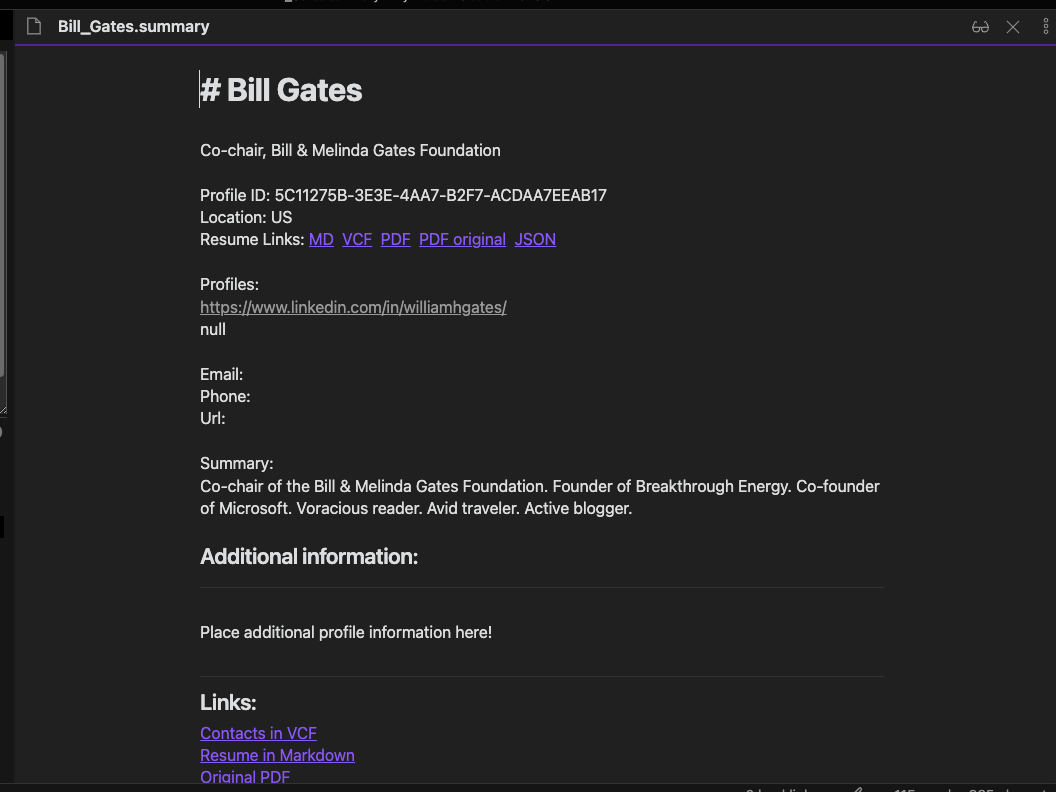 Bill_Gates.summary
# Bill Gates
Co-chair, Bill & Melinda Gates Foundation
Profile ID: 5C11275B-3E3E-4AA7-B2F7-ACDAA7EEAB17
Location: US
Resume Links: MD VCF PDF PDF original JSON
Profiles:
https://www.linkedin.com/in/williamhgates/
null
Email:
Phone:
Url:
Summary:
Co-chair of the Bill & Melinda Gates Foundation. Founder of Breakthrough Energy. Co-founder
of Microsoft. Voracious reader. Avid traveler. Active blogger.
Additional information:
Place additional profile information here!
Links:
Contacts in VCF
Resume in Markdown
Original PDF